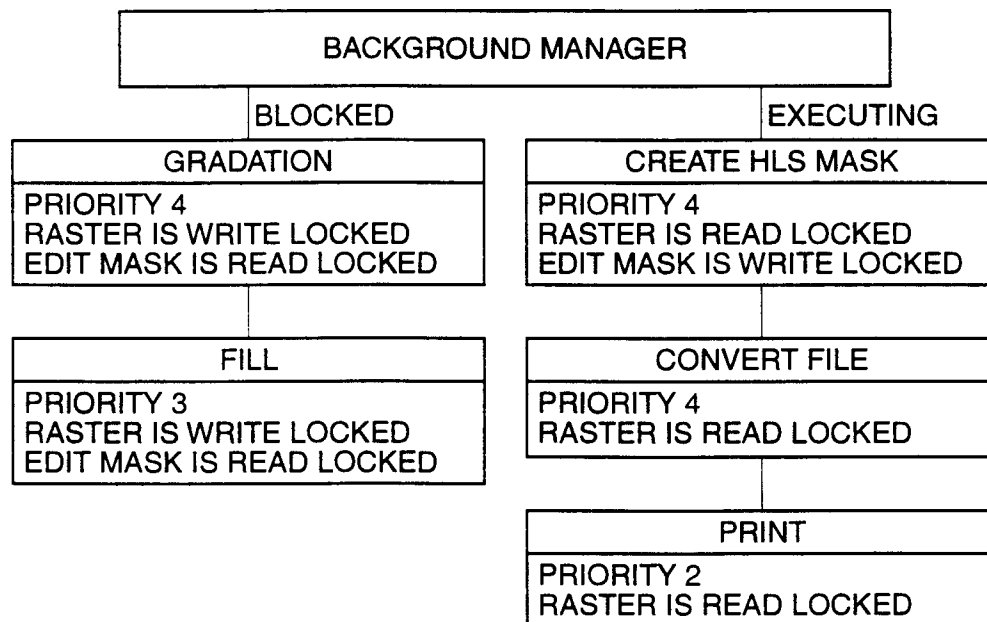 BACKGROUND MANAGER
BLOCKED
GRADATION
PRIORITY 4
RASTER IS WRITE LOCKED
EDIT MASK IS READ LOCKED
FILL
PRIORITY 3
RASTER IS WRITE LOCKED
EDIT MASK IS READ LOCKED
EXECUTING
CREATE HLS MASK
PRIORITY 4
RASTER IS READ LOCKED
EDIT MASK IS WRITE LOCKED
CONVERT FILE
PRIORITY 4
RASTER IS READ LOCKED
PRINT
PRIORITY 2
RASTER IS READ LOCKED